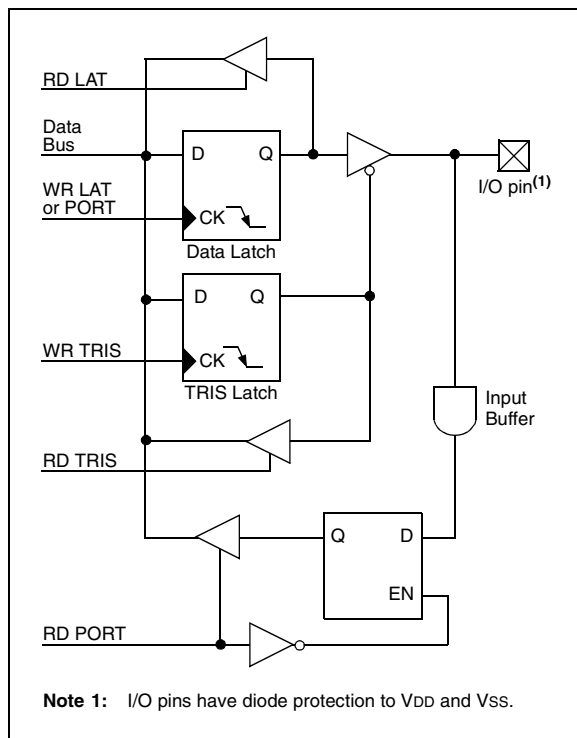 RD LAT
Data
Bus
D Q
WR LAT
or PORT
CK
Data Latch
I/O pin(1)
D Q
WR TRIS
CK
TRIS Latch
Input
Buffer
RD TRIS
Q D
EN
RD PORT
Note 1: I/O pins have diode protection to VDD and VSS.